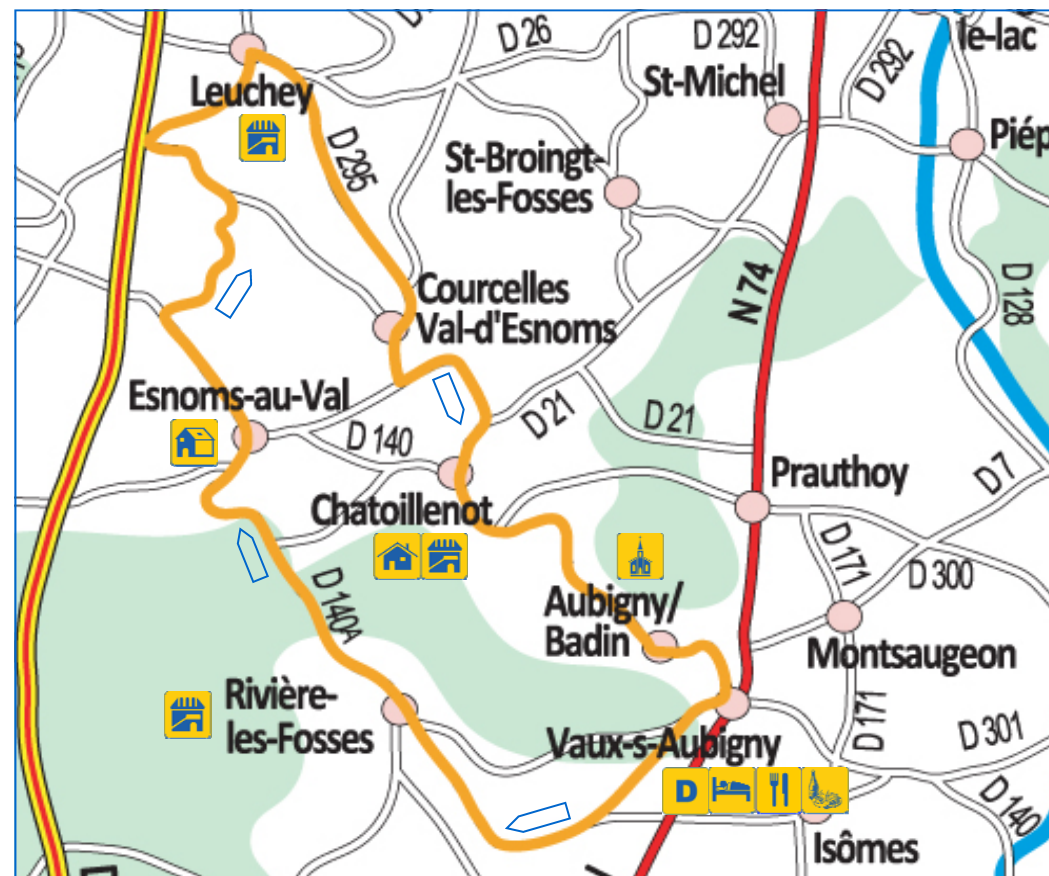 D 26
D 292
le-lac
Leuchey
St-Michel
D 292
D 295
St-Broingt-
les-Fosses
Piép
N 74
D 128
Courcelles
Val-d'Esnoms
Esnoms-au-Val
D 140
D 21
D 21
Prauthoy
D 7
Chatoillenot
D 171
D 300
D 140A
Aubigny/
Badin
Montsaugeon
Rivière-
les-Fosses
Vaux-s-Aubigny
D 171
D 301
D
D 140
Isômes